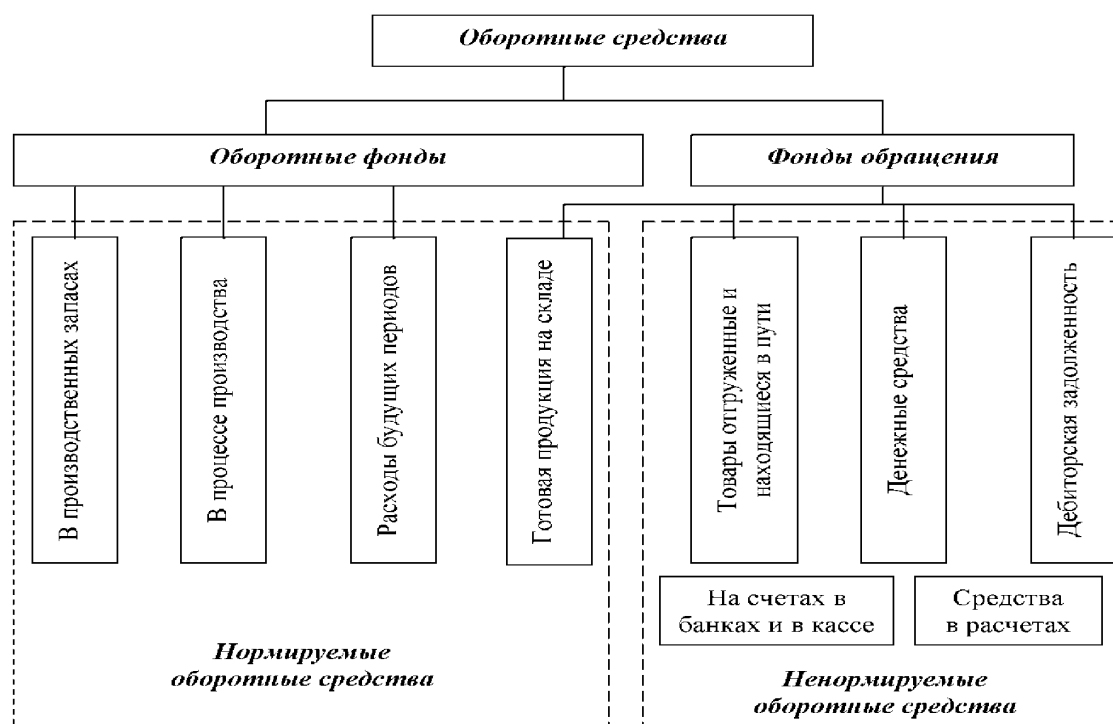 Оборотные средства
Оборотные фонды
Фонды обращения
В производственных запасах
В процессе производства
Расходы будущих периодов
Готовая продукция на складе
Товары отгруженные и
находящиеся в пути
Денежные средства
Дебиторская задолженность
На счетах в
банках и в кассе
Средства
в расчетах
Нормируемые
оборотные средства
Ненормируемые
оборотные средства